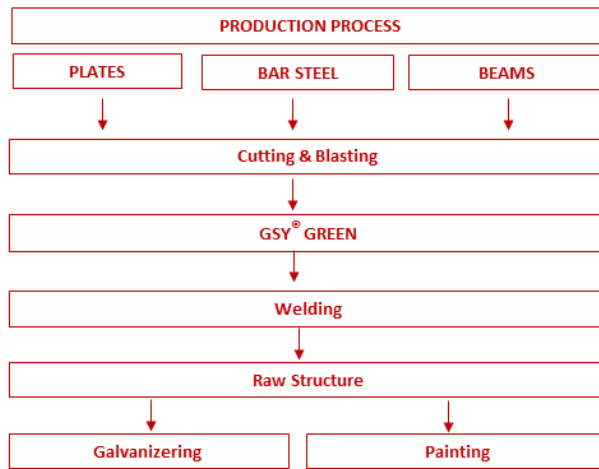 PRODUCTION PROCESS
PLATES
BAR STEEL
BEAMS
Cutting & Blasting
GSY® GREEN
Welding
Raw Structure
Galvanizering
Painting